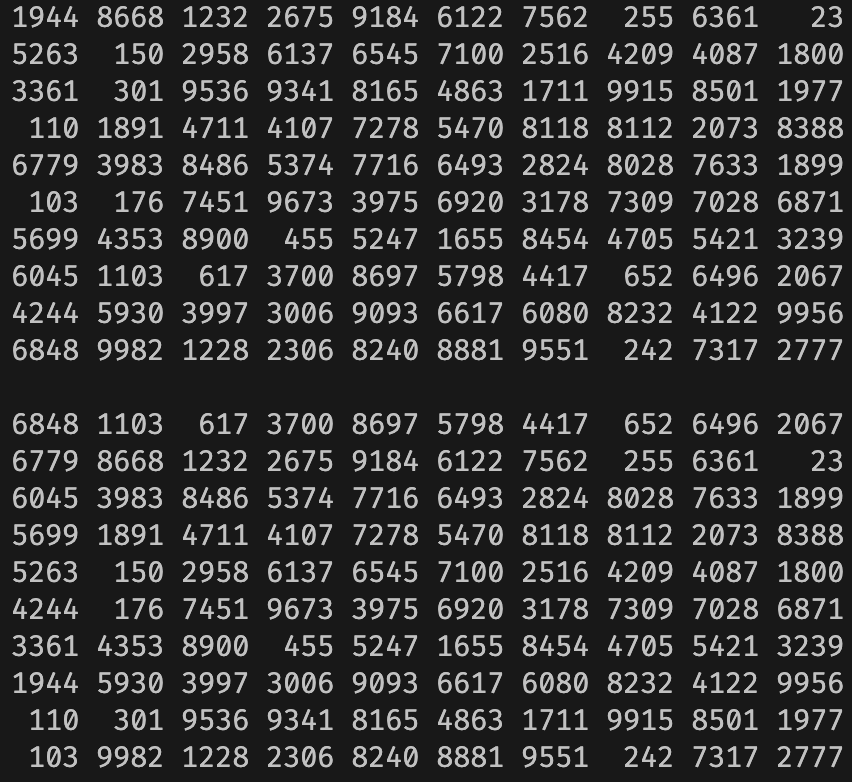 1944 8668 1232 2675 9184 6122 7562  255 6361   23
5263  150 2958 6137 6545 7100 2516 4209 4087 1800
3361  301 9536 9341 8165 4863 1711 9915 8501 1977
 110 1891 4711 4107 7278 5470 8118 8112 2073 8388
6779 3983 8486 5374 7716 6493 2824 8028 7633 1899
 103  176 7451 9673 3975 6920 3178 7309 7028 6871
5699 4353 8900  455 5247 1655 8454 4705 5421 3239
6045 1103  617 3700 8697 5798 4417  652 6496 2067
4244 5930 3997 3006 9093 6617 6080 8232 4122 9956
6848 9982 1228 2306 8240 8881 9551  242 7317 2777

6848 1103  617 3700 8697 5798 4417  652 6496 2067
6779 8668 1232 2675 9184 6122 7562  255 6361   23
6045 3983 8486 5374 7716 6493 2824 8028 7633 1899
5699 1891 4711 4107 7278 5470 8118 8112 2073 8388
5263  150 2958 6137 6545 7100 2516 4209 4087 1800
4244  176 7451 9673 3975 6920 3178 7309 7028 6871
3361 4353 8900  455 5247 1655 8454 4705 5421 3239
1944 5930 3997 3006 9093 6617 6080 8232 4122 9956
 110  301 9536 9341 8165 4863 1711 9915 8501 1977
 103 9982 1228 2306 8240 8881 9551  242 7317 2777